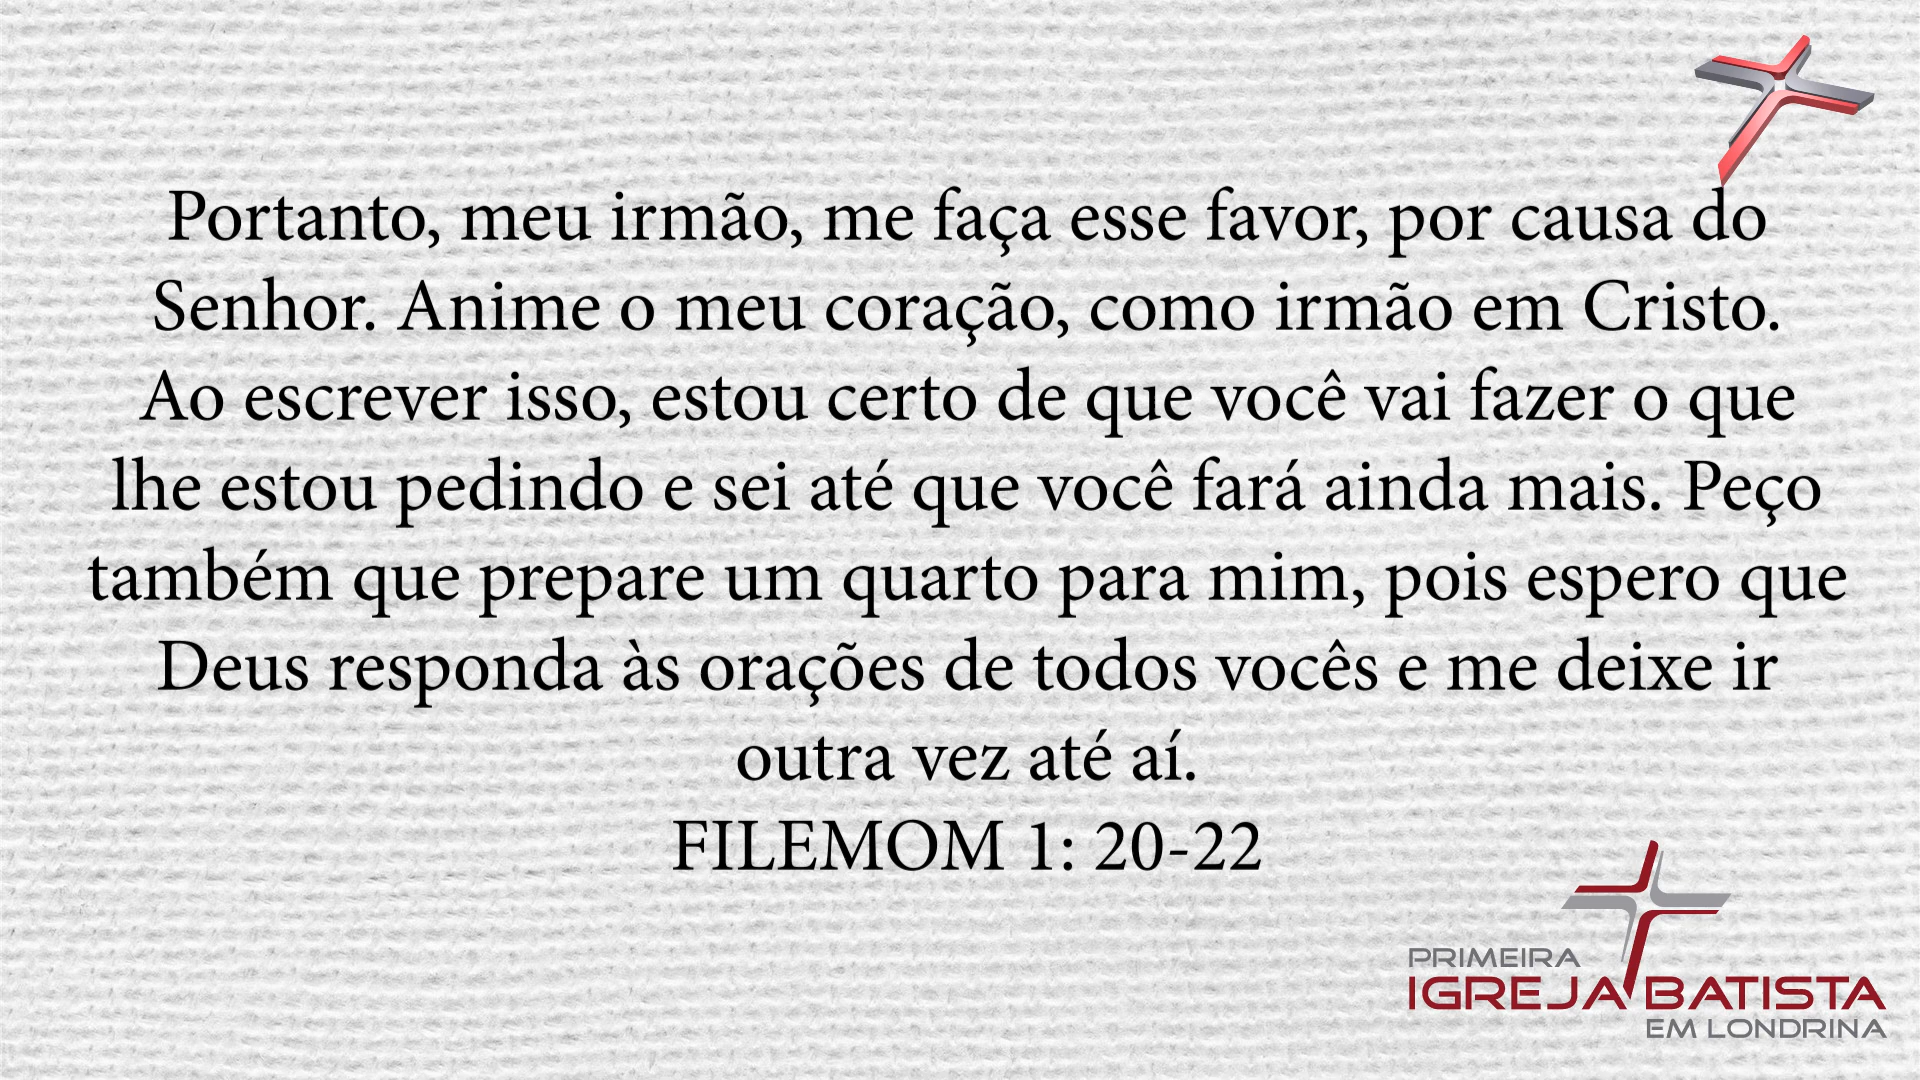 Portanto, meu irmão, me faça esse favor, por causa do
Senhor. Anime o meu coração, como irmão em Cristo.
Ao escrever isso, estou certo de que você vai fazer o que
lhe estou pedindo e sei até que você fará ainda mais. Peço
também que prepare um quarto para mim, pois espero que
Deus responda às orações de todos vocês e me deixe ir
outra vez até aí.
FILEMOM 1: 20-22
PRIMEIRA
IGREJA BATISTA
EM LONDRINA